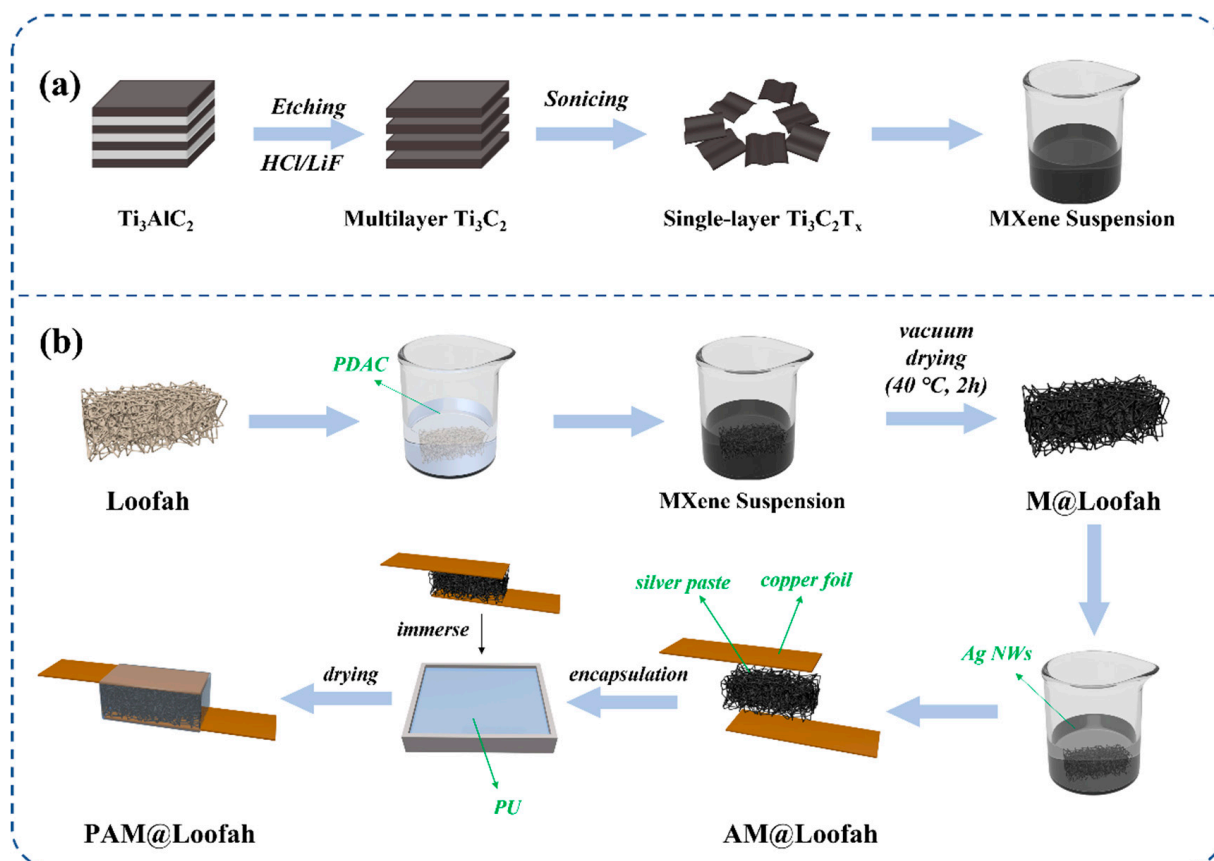 (a)
Etching
HCl/LiF
Sonicing
Ti₃AlC₂
Multilayer Ti₃C₂
Single-layer Ti₃C₂Tₓ
MXene Suspension
(b)
PDAC
vacuum
drying
(40 °C, 2h)
Loofah
MXene Suspension
M@Loofah
silver paste
copper foil
immerse
Ag NWs
drying
encapsulation
PU
PAM@Loofah
AM@Loofah